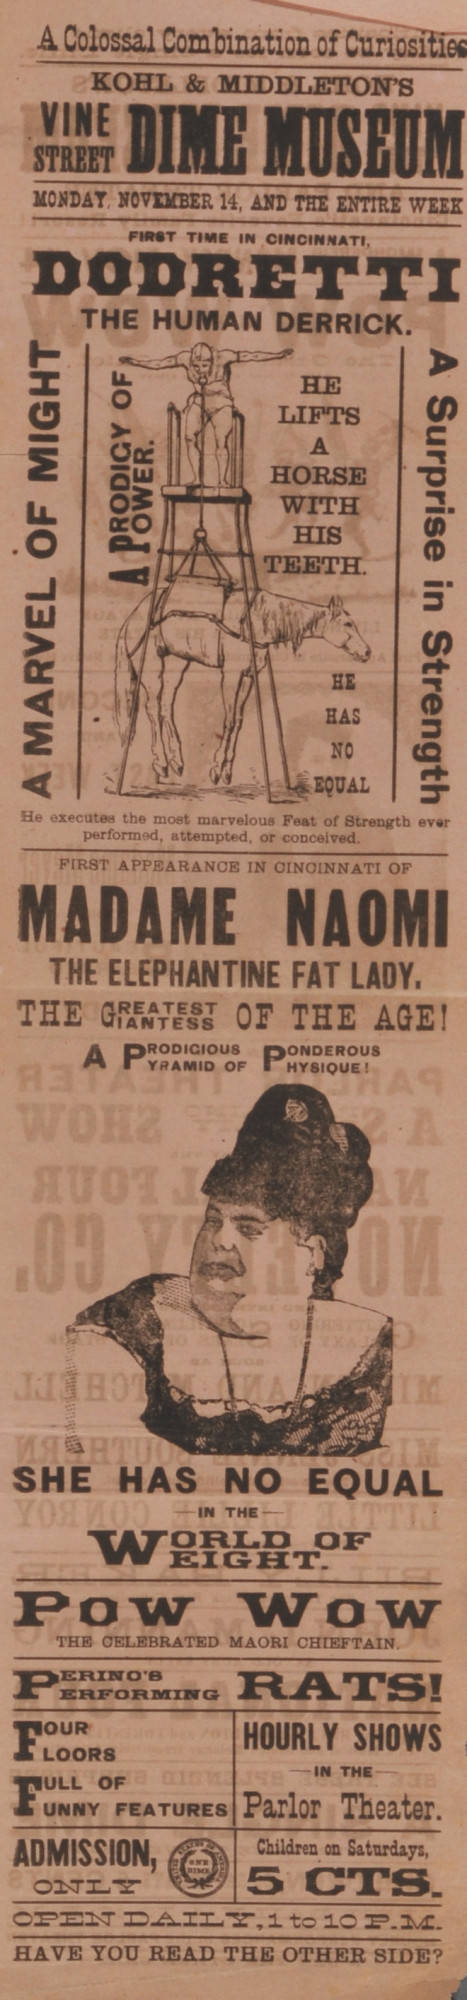 A Colossal Combination of Curiosities
KOHL & MIDDLETON'S
VINE STREET DIME MUSEUM
MONDAY, NOVEMBER 14, AND THE ENTIRE WEEK
FIRST TIME IN CINCINNATI,
DODRETTI
THE HUMAN DERRICK.
A MARVEL OF MIGHT
A PRODIGY OF POWER.
HE
LIFTS
A
HORSE
WITH
HIS
TEETH.
HE
HAS
NO
EQUAL
A Surprise in Strength
He executes the most marvelous Feat of Strength ever
performed, attempted, or conceived.
FIRST APPEARANCE IN CINCINNATI OF
MADAME NAOMI
THE ELEPHANTINE FAT LADY.
THE GREATEST GIANTESS OF THE AGE!
A PRODIGIOUS PYRAMID OF PONDEROUS PHYSIQUE!
SHE HAS NO EQUAL
—IN THE—
WORLD OF WEIGHT.
POW WOW
THE CELEBRATED MAORI CHIEFTAIN.
PERINO'S PERFORMING RATS!
FOUR FLOORS
FULL OF FUNNY FEATURES
HOURLY SHOWS
—IN THE—
Parlor Theater.
ADMISSION,
ONLY
UNITED STATES OF AMERICA
ONE
DIME
Children on Saturdays,
5 CTS.
OPEN DAILY, 1 to 10 P.M.
HAVE YOU READ THE OTHER SIDE?